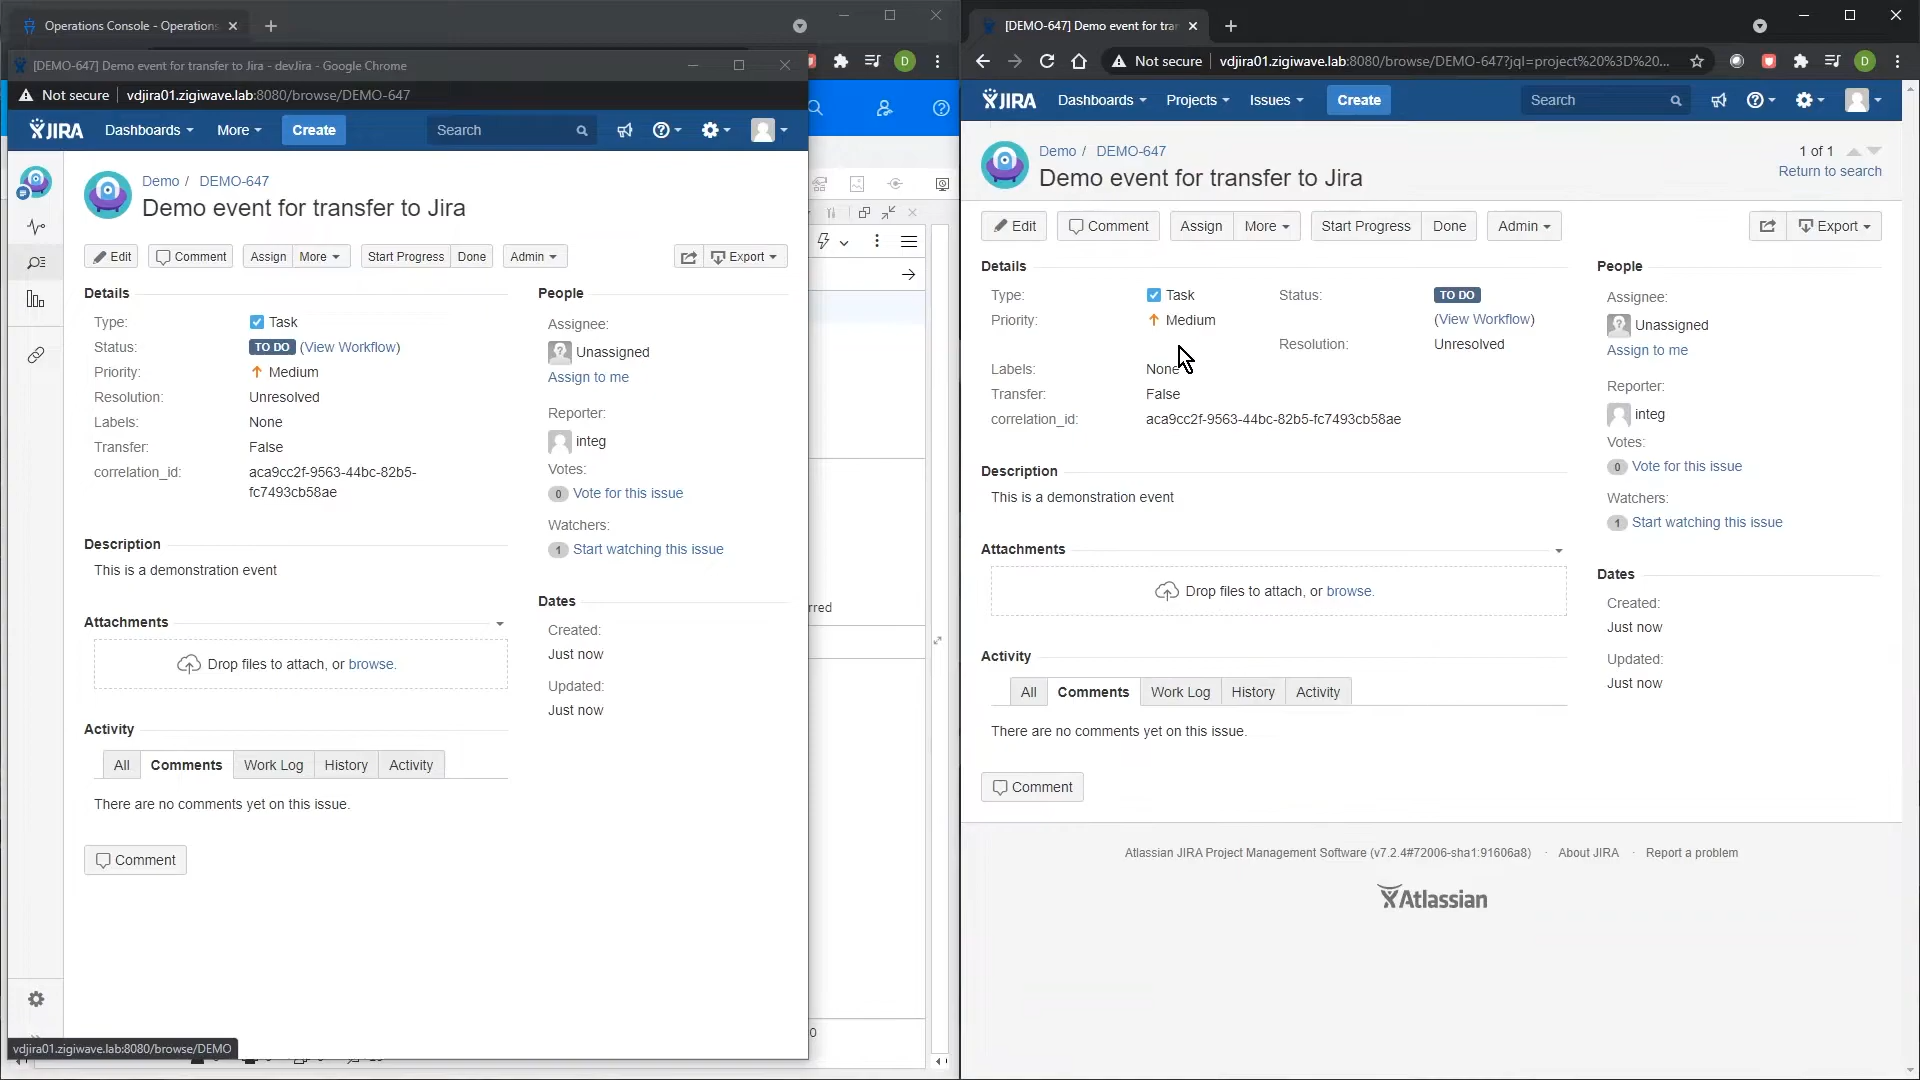 Operations Console - Operations
[DEMO-647] Demo event for transfer to Jira - devJira - Google Chrome
Not secure vdjira01.zigiwave.lab:8080/browse/DEMO-647
JIRA Dashboards More Create Search
Demo / DEMO-647
Demo event for transfer to Jira
Edit Comment Assign More Start Progress Done Admin Export
Details
Type: Task
Status: TO DO (View Workflow)
Priority: Medium
Resolution: Unresolved
Labels: None
Transfer: False
correlation_id: aca9cc2f-9563-44bc-82b5-
fc7493cb58ae
Description
This is a demonstration event
Attachments
Drop files to attach, or browse.
Activity
All Comments Work Log History Activity
There are no comments yet on this issue.
Comment
People
Assignee:
Unassigned
Assign to me
Reporter:
integ
Votes:
0 Vote for this issue
Watchers:
1 Start watching this issue
Dates
Created:
Just now
Updated:
Just now
rred
vdjira01.zigiwave.lab:8080/browse/DEMO
[DEMO-647] Demo event for tra
D
Not secure vdjira01.zigiwave.lab:8080/browse/DEMO-647?jql=project%20%3D%20... D
JIRA Dashboards Projects Issues Create Search
Demo / DEMO-647
Demo event for transfer to Jira
1 of 1
Return to search
Edit Comment Assign More Start Progress Done Admin Export
Details
Type: Task
Status: TO DO
(View Workflow)
Priority: Medium
Resolution: Unresolved
Labels: None
Transfer: False
correlation_id: aca9cc2f-9563-44bc-82b5-fc7493cb58ae
Description
This is a demonstration event
Attachments
Drop files to attach, or browse.
Activity
All Comments Work Log History Activity
There are no comments yet on this issue.
Comment
People
Assignee:
Unassigned
Assign to me
Reporter:
integ
Votes:
0 Vote for this issue
Watchers:
1 Start watching this issue
Dates
Created:
Just now
Updated:
Just now
Atlassian JIRA Project Management Software (v7.2.4#72006-sha1:91606a8) · About JIRA · Report a problem
Atlassian